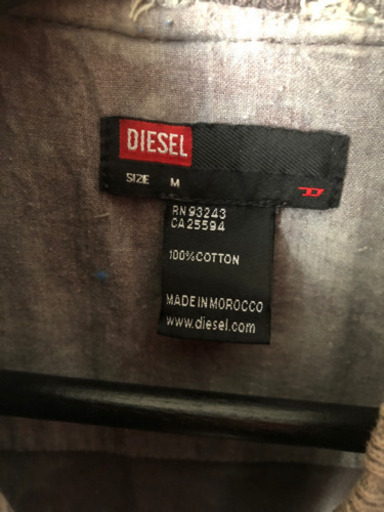 DIESEL
SIZE M
RN 93243
CA 25594
100% COTTON
MADE IN MOROCCO
www.diesel.com